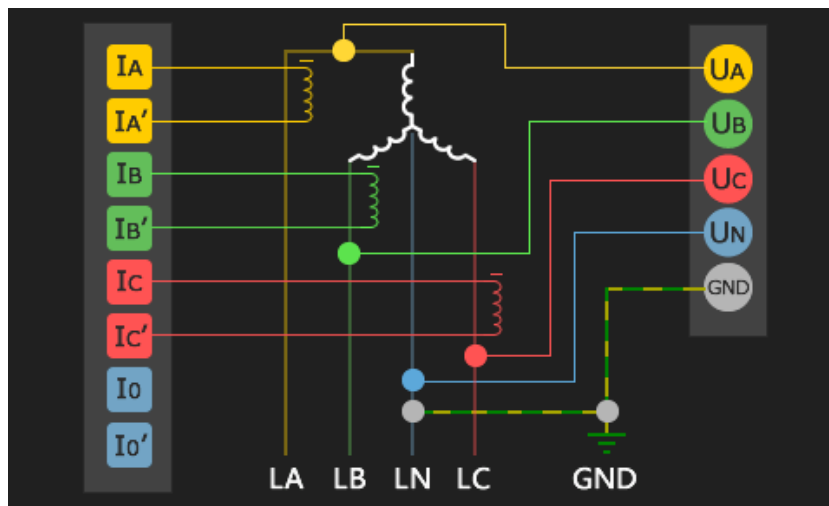 IA
IA′
IB
IB′
IC
IC′
I0
I0′
UA
UB
UC
UN
GND
LA LB LN LC GND